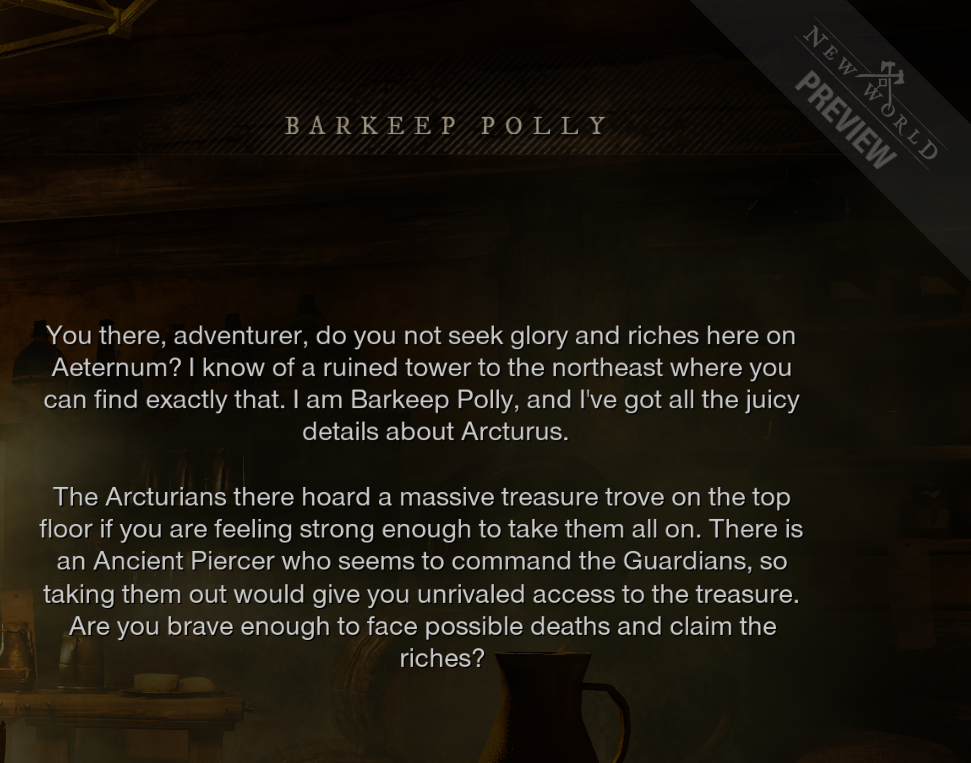 NEW WORLD
PREVIEW
BARKEEP POLLY
You there, adventurer, do you not seek glory and riches here on
Aeternum? I know of a ruined tower to the northeast where you
can find exactly that. I am Barkeep Polly, and I've got all the juicy
details about Arcturus.
The Arcturians there hoard a massive treasure trove on the top
floor if you are feeling strong enough to take them all on. There is
an Ancient Piercer who seems to command the Guardians, so
taking them out would give you unrivaled access to the treasure.
Are you brave enough to face possible deaths and claim the
riches?